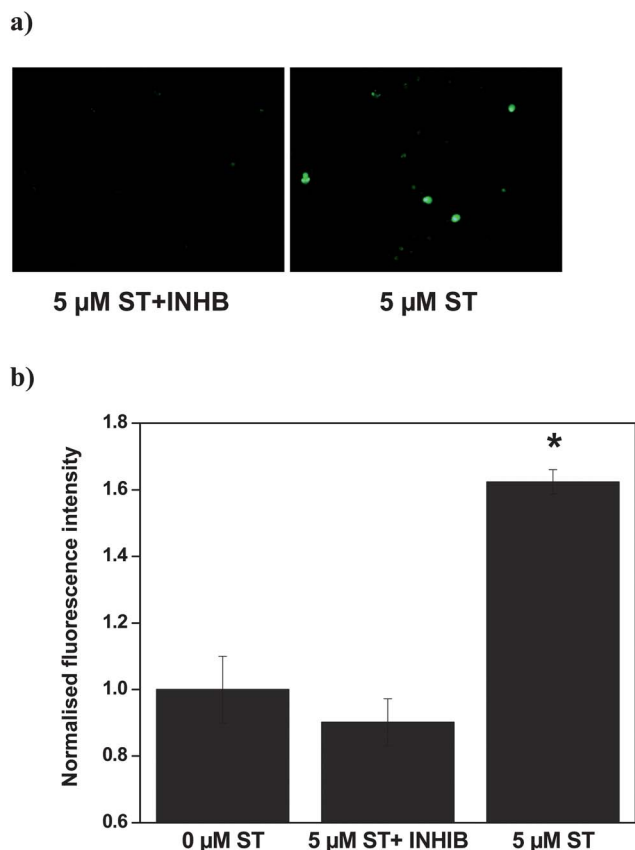 a)
5 µM ST+INHB
5 µM ST
b)
Normalised fluorescence intensity
1.8
1.6
1.4
1.2
1.0
0.8
0.6
*
0 µM ST
5 µM ST+ INHIB
5 µM ST